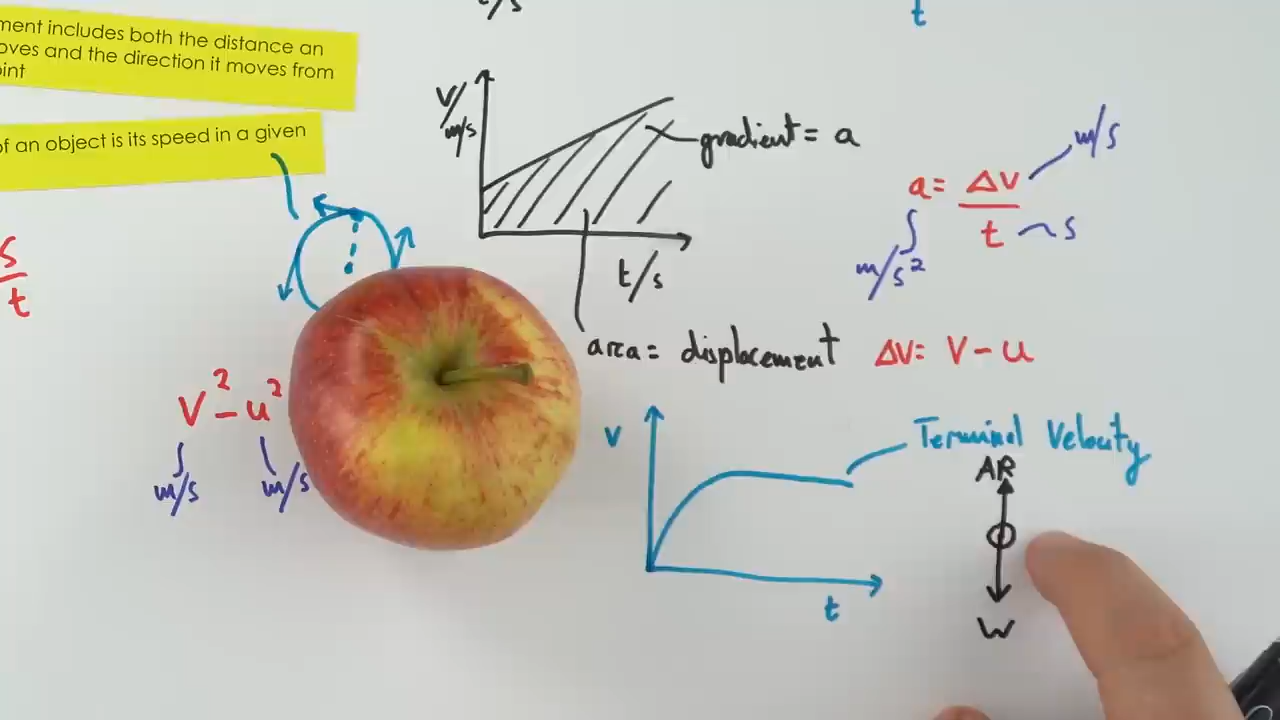 t/s
t
ment includes both the distance an
oves and the direction it moves from
oint
of an object is its speed in a given
V/
m/s
gradient = a
t/s
area = displacement
a = ΔV
t
m/s
s
m/s²
ΔV = V - u
s
t
V² - u²
m/s
m/s
V
t
Terminal Velocity
AR
W